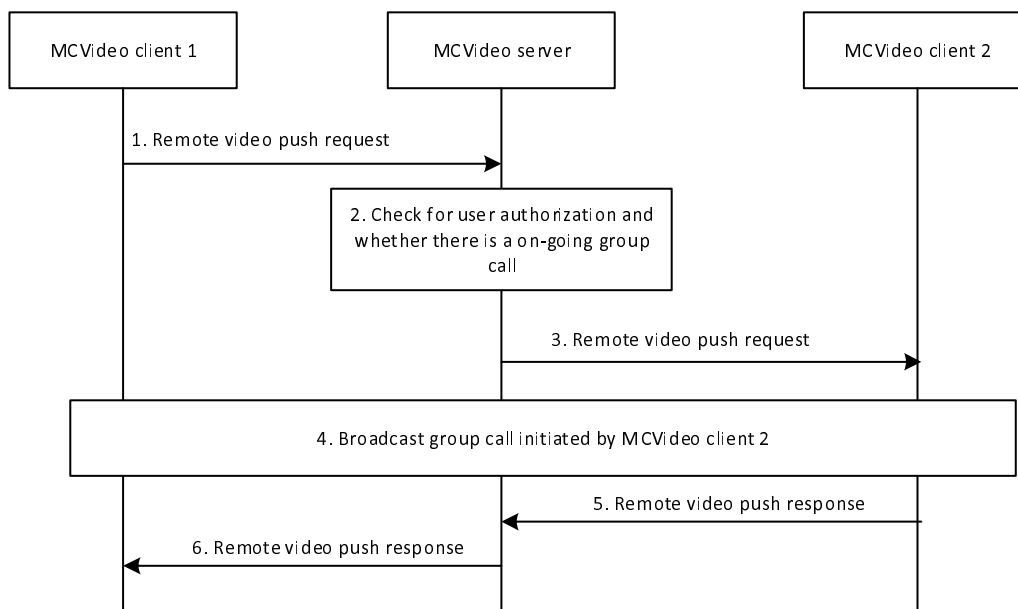 MCVideo client 1
MCVideo server
MCVideo client 2
1. Remote video push request
2. Check for user authorization and
whether there is a on-going group
call
3. Remote video push request
4. Broadcast group call initiated by MCVideo client 2
5. Remote video push response
6. Remote video push response